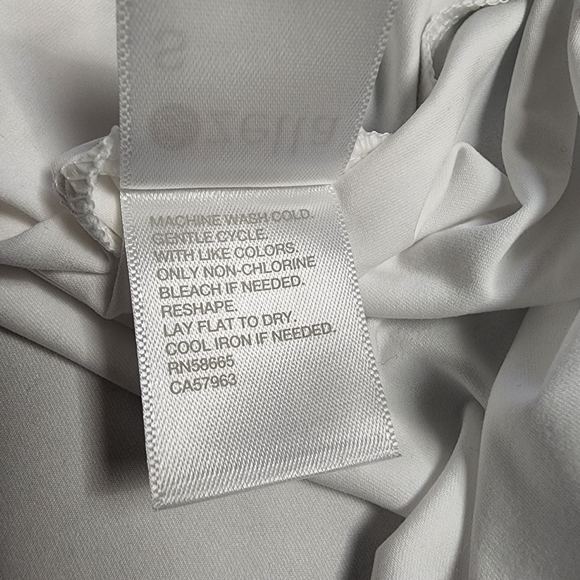 S
zella
MACHINE WASH COLD.
GENTLE CYCLE.
WITH LIKE COLORS.
ONLY NON-CHLORINE
BLEACH IF NEEDED.
RESHAPE.
LAY FLAT TO DRY.
COOL IRON IF NEEDED.
RN58665
CA57963